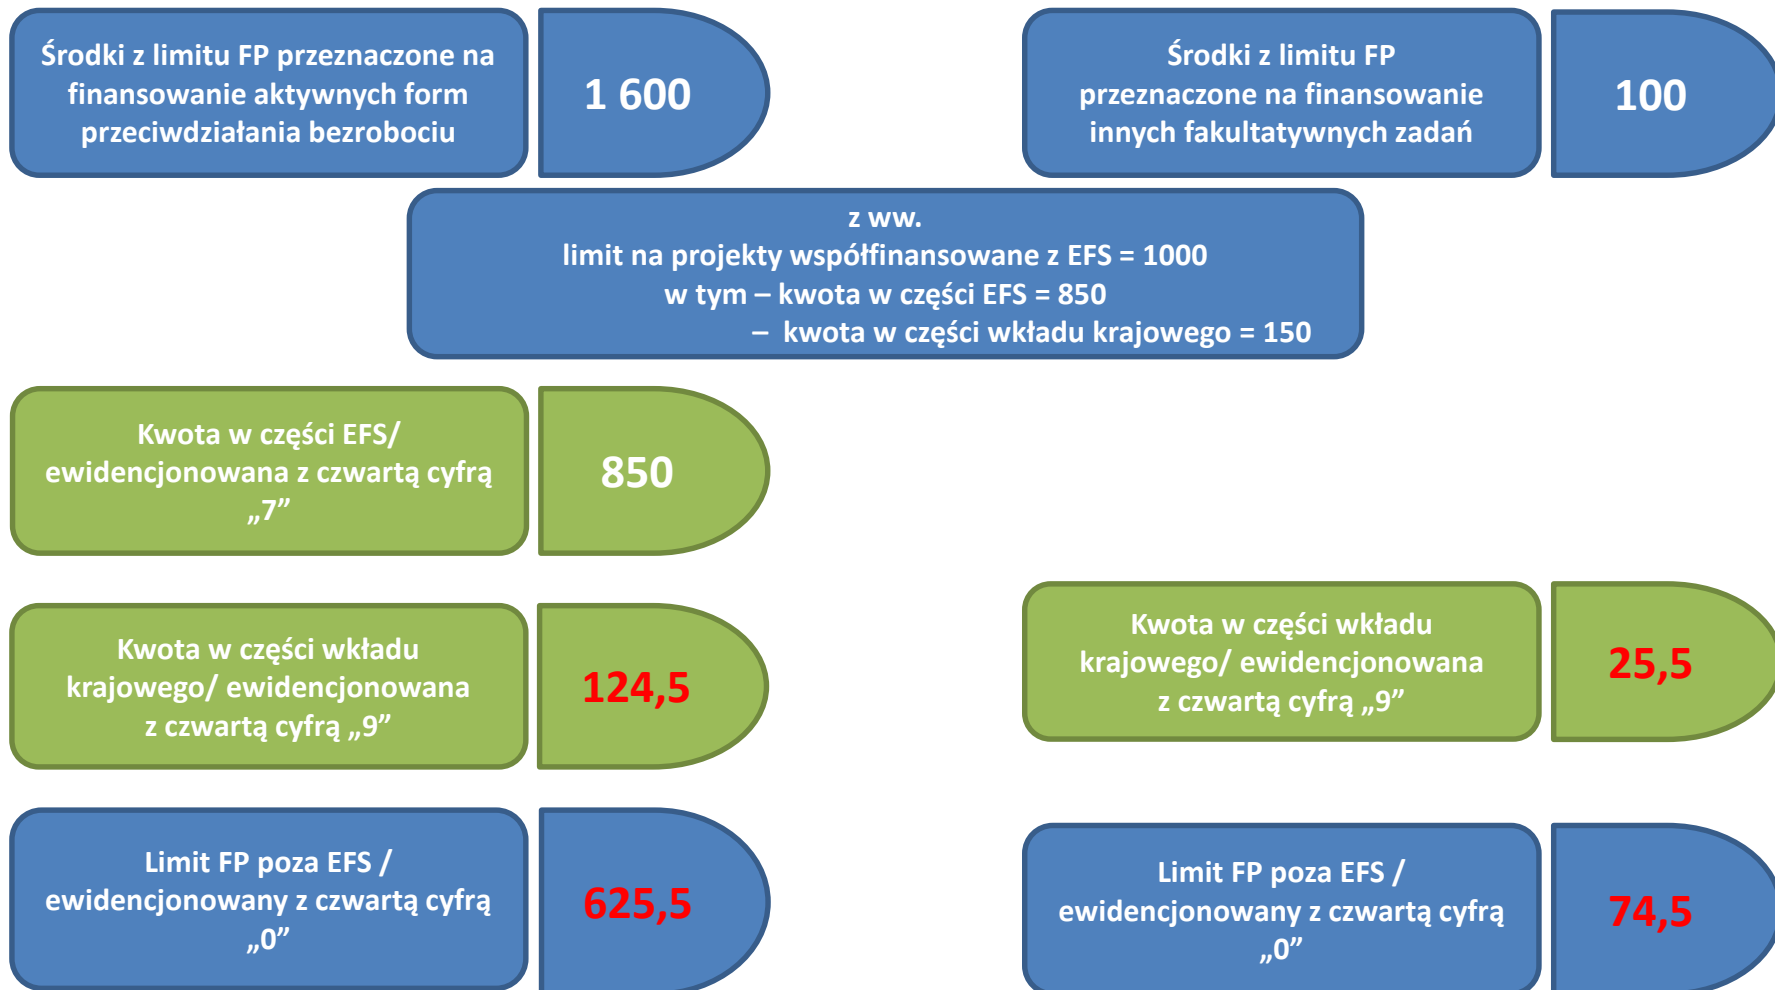 Środki z limitu FP przeznaczone na
finansowanie aktywnych form
przeciwdziałania bezrobociu
1 600
Środki z limitu FP
przeznaczone na finansowanie
innych fakultatywnych zadań
100
z ww.
limit na projekty współfinansowane z EFS = 1000
w tym – kwota w części EFS = 850
– kwota w części wkładu krajowego = 150
Kwota w części EFS/
ewidencjonowana z czwartą cyfrą
„7”
850
Kwota w części wkładu
krajowego/ ewidencjonowana
z czwartą cyfrą „9”
124,5
Kwota w części wkładu
krajowego/ ewidencjonowana
z czwartą cyfrą „9”
25,5
Limit FP poza EFS /
ewidencjonowany z czwartą cyfrą
„0”
625,5
Limit FP poza EFS /
ewidencjonowany z czwartą cyfrą
„0”
74,5